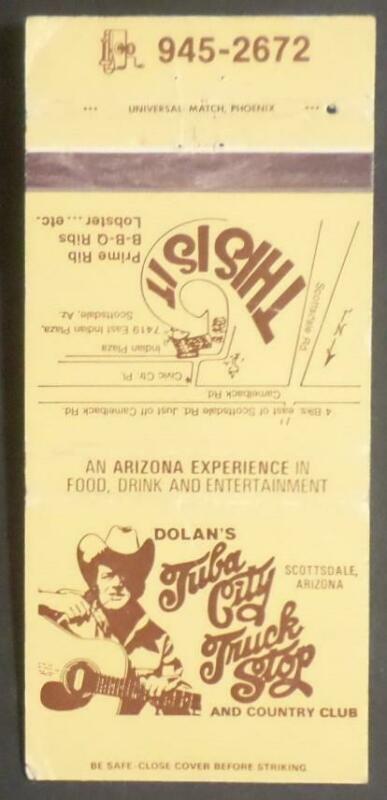 945-2672
••• UNIVERSAL MATCH, PHOENIX •••
THIS IS IT
Prime Rib
B-B-Q Ribs
Lobster...etc.
Scottsdale Rd.
N
7419 East Indian Plaza,
Scottsdale, Az.
Indian Plaza
Civic Ctr. Pl.
Camelback Rd.
4 Blks. east of Scottsdale Rd. Just off Camelback Rd.
AN ARIZONA EXPERIENCE IN
FOOD, DRINK AND ENTERTAINMENT
DOLAN'S
Tuba
City
Truck
Stop
SCOTTSDALE,
ARIZONA
AND COUNTRY CLUB
BE SAFE-CLOSE COVER BEFORE STRIKING